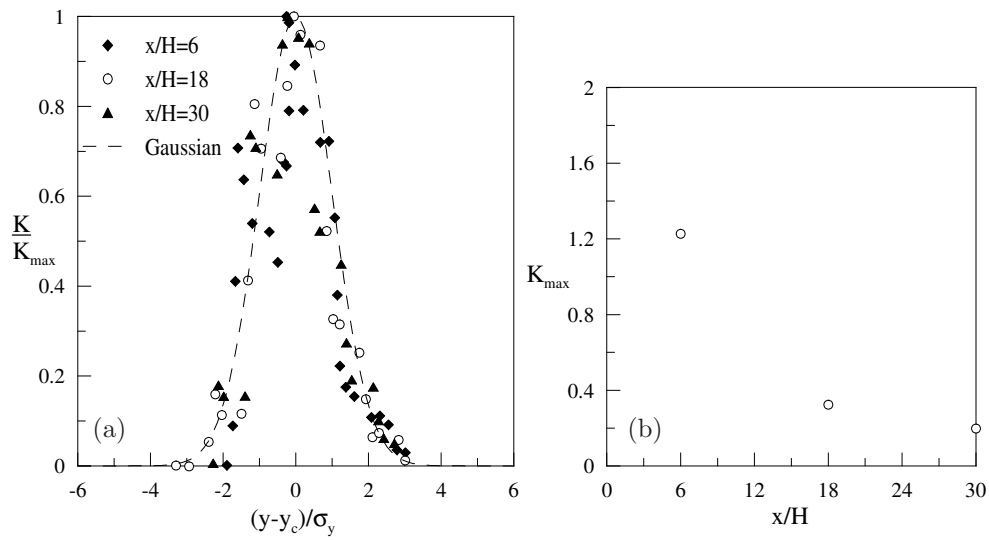 1
0.8
0.6
0.4
0.2
0
K
K_max
x/H=6
x/H=18
x/H=30
Gaussian
(a)
-6 -4 -2 0 2 4 6
(y-y_c)/σ_y
2
1.6
1.2
0.8
0.4
0
K_max
(b)
0 6 12 18 24 30
x/H